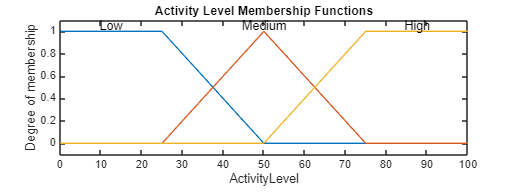 Activity Level Membership Functions
Low Medium High
Degree of membership
1
0.8
0.6
0.4
0.2
0
0 10 20 30 40 50 60 70 80 90 100
ActivityLevel